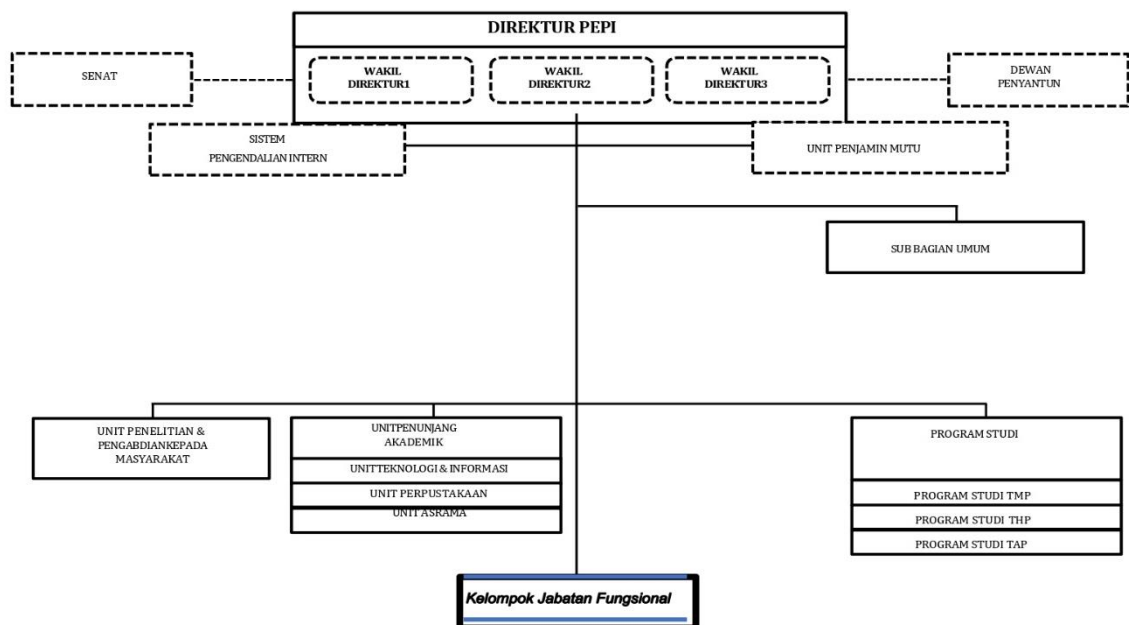 DIREKTUR PEPI
SENAT
WAKIL
DIREKTUR1
WAKIL
DIREKTUR2
WAKIL
DIREKTUR3
DEWAN
PENYANTUN
SISTEM
PENGENDALIAN INTERN
UNIT PENJAMIN MUTU
SUB BAGIAN UMUM
UNIT PENELITIAN &
PENGABDIANKEPADA
MASYARAKAT
UNITPENUNJANG
AKADEMIK
UNITTEKNOLOGI & INFORMASI
UNIT PERPUSTAKAAN
UNIT ASRAMA
PROGRAM STUDI
PROGRAM STUDI TMP
PROGRAM STUDI THP
PROGRAM STUDI TAP
Kelompok Jabatan Fungsional